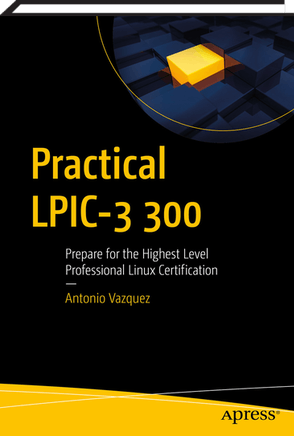 Practical
LPIC-3 300
Prepare for the Highest Level
Professional Linux Certification
—
Antonio Vazquez
Apress®